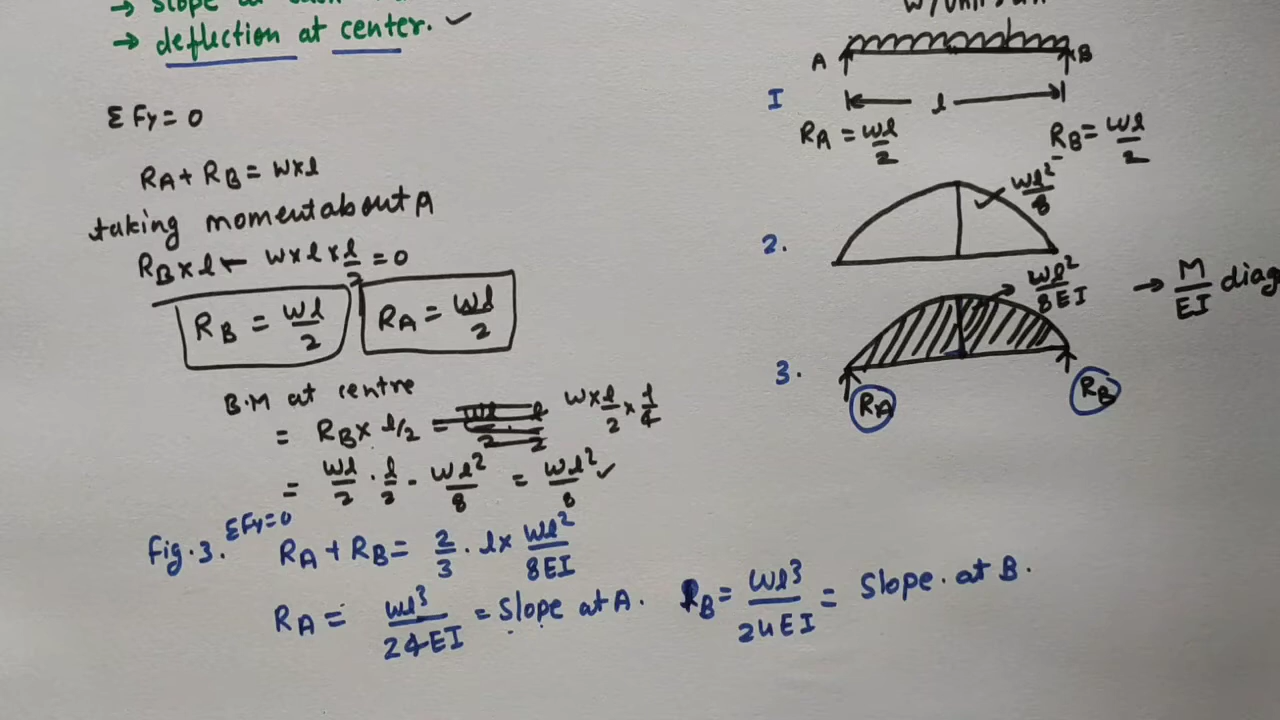 → slope at
→ deflection at center. ✓
W/unit run
A B
l
I
RA = wl/2 RB = wl/2
ΣFy = 0
RA + RB = w×l
taking moment about A
RB×l - w×l×l/2 = 0
RB = wl/2 RA = wl/2
2. wl²/8
3. wl²/8EI → M/EI diag
RA RB
B.M at centre
= RB× l/2 - w×l/2×l/4
= wl/2 · l/2 - wl²/8 = wl²/8 ✓
Fig.3. ΣFy=0 RA + RB = 2/3 · l× wl²/8EI
RA = wl³/24EI = Slope at A. RB = wl³/24EI = Slope. at B.